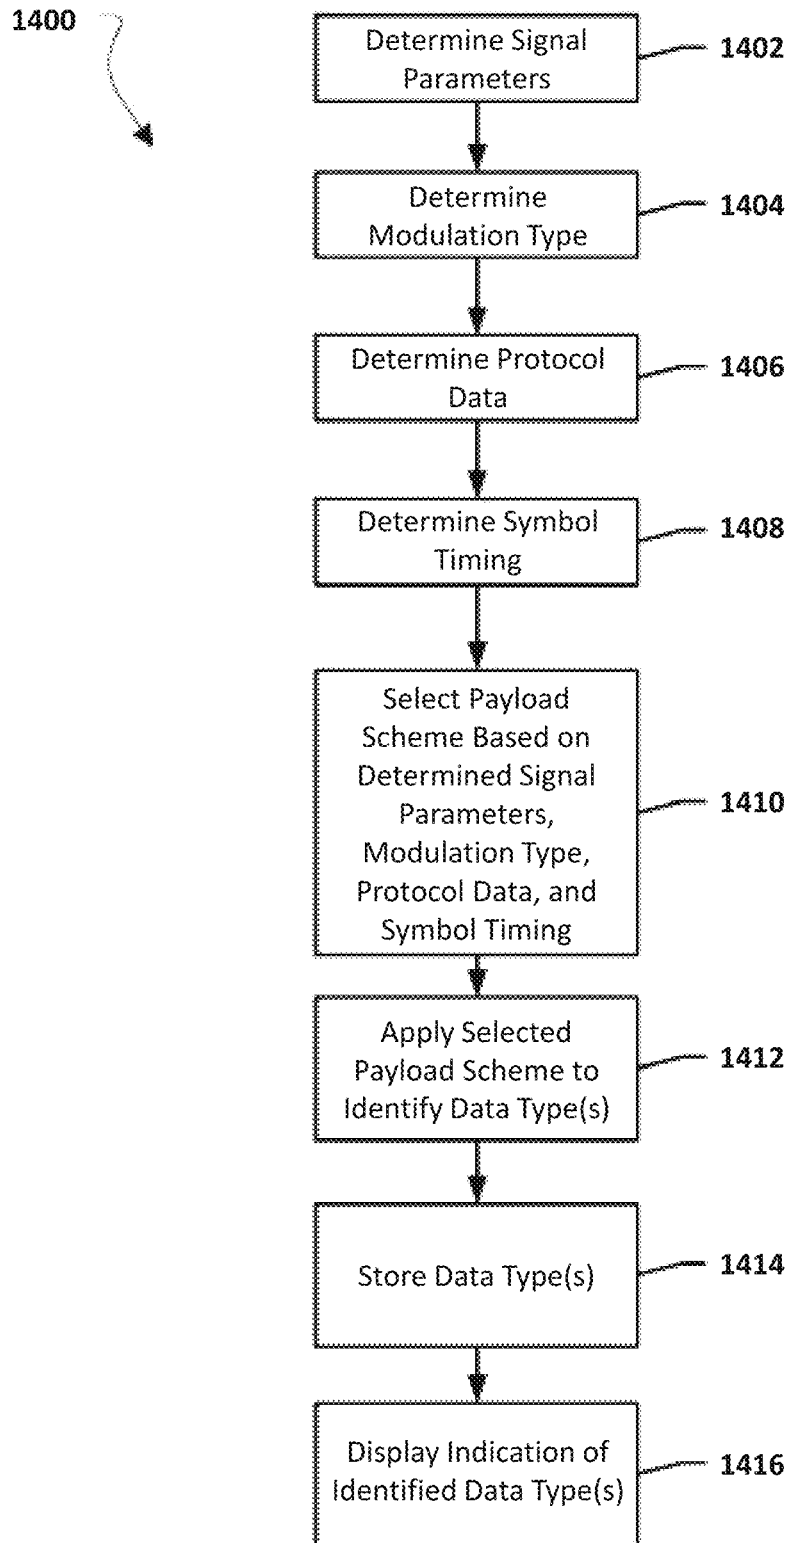 1400
Determine Signal
Parameters
1402
Determine
Modulation Type
1404
Determine Protocol
Data
1406
Determine Symbol
Timing
1408
Select Payload
Scheme Based on
Determined Signal
Parameters,
Modulation Type,
Protocol Data, and
Symbol Timing
1410
Apply Selected
Payload Scheme to
Identify Data Type(s)
1412
Store Data Type(s)
1414
Display Indication of
Identified Data Type(s)
1416